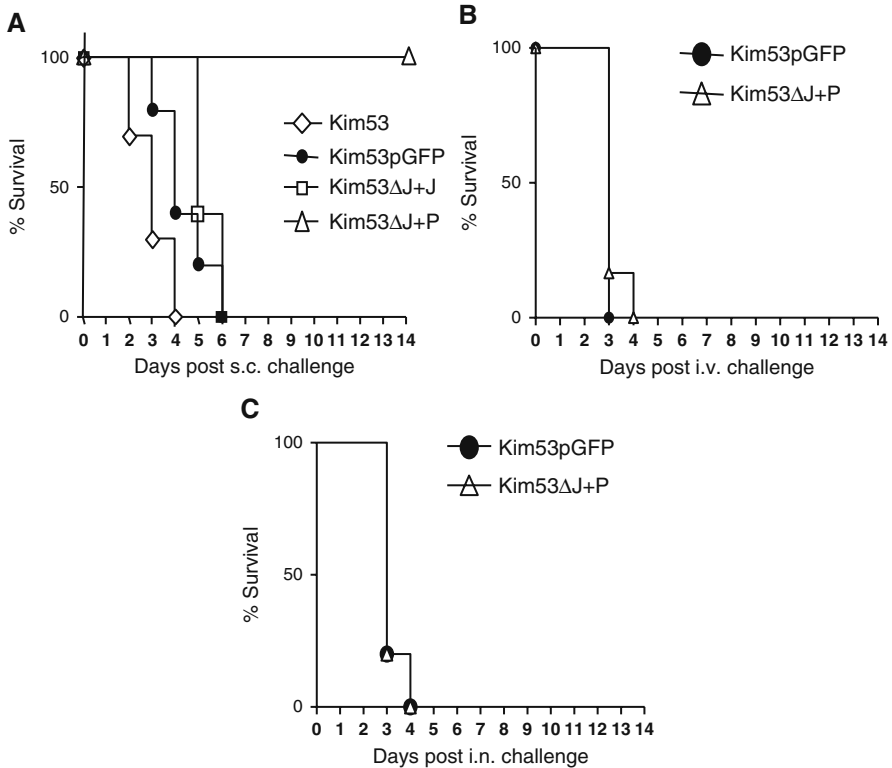 A
% Survival
100
50
0
Kim53
Kim53pGFP
Kim53ΔJ+J
Kim53ΔJ+P
0 1 2 3 4 5 6 7 8 9 10 11 12 13 14
Days post s.c. challenge
B
% Survival
100
50
0
Kim53pGFP
Kim53ΔJ+P
0 1 2 3 4 5 6 7 8 9 10 11 12 13 14
Days post i.v. challenge
C
% Survival
100
50
0
Kim53pGFP
Kim53ΔJ+P
0 1 2 3 4 5 6 7 8 9 10 11 12 13 14
Days post i.n. challenge